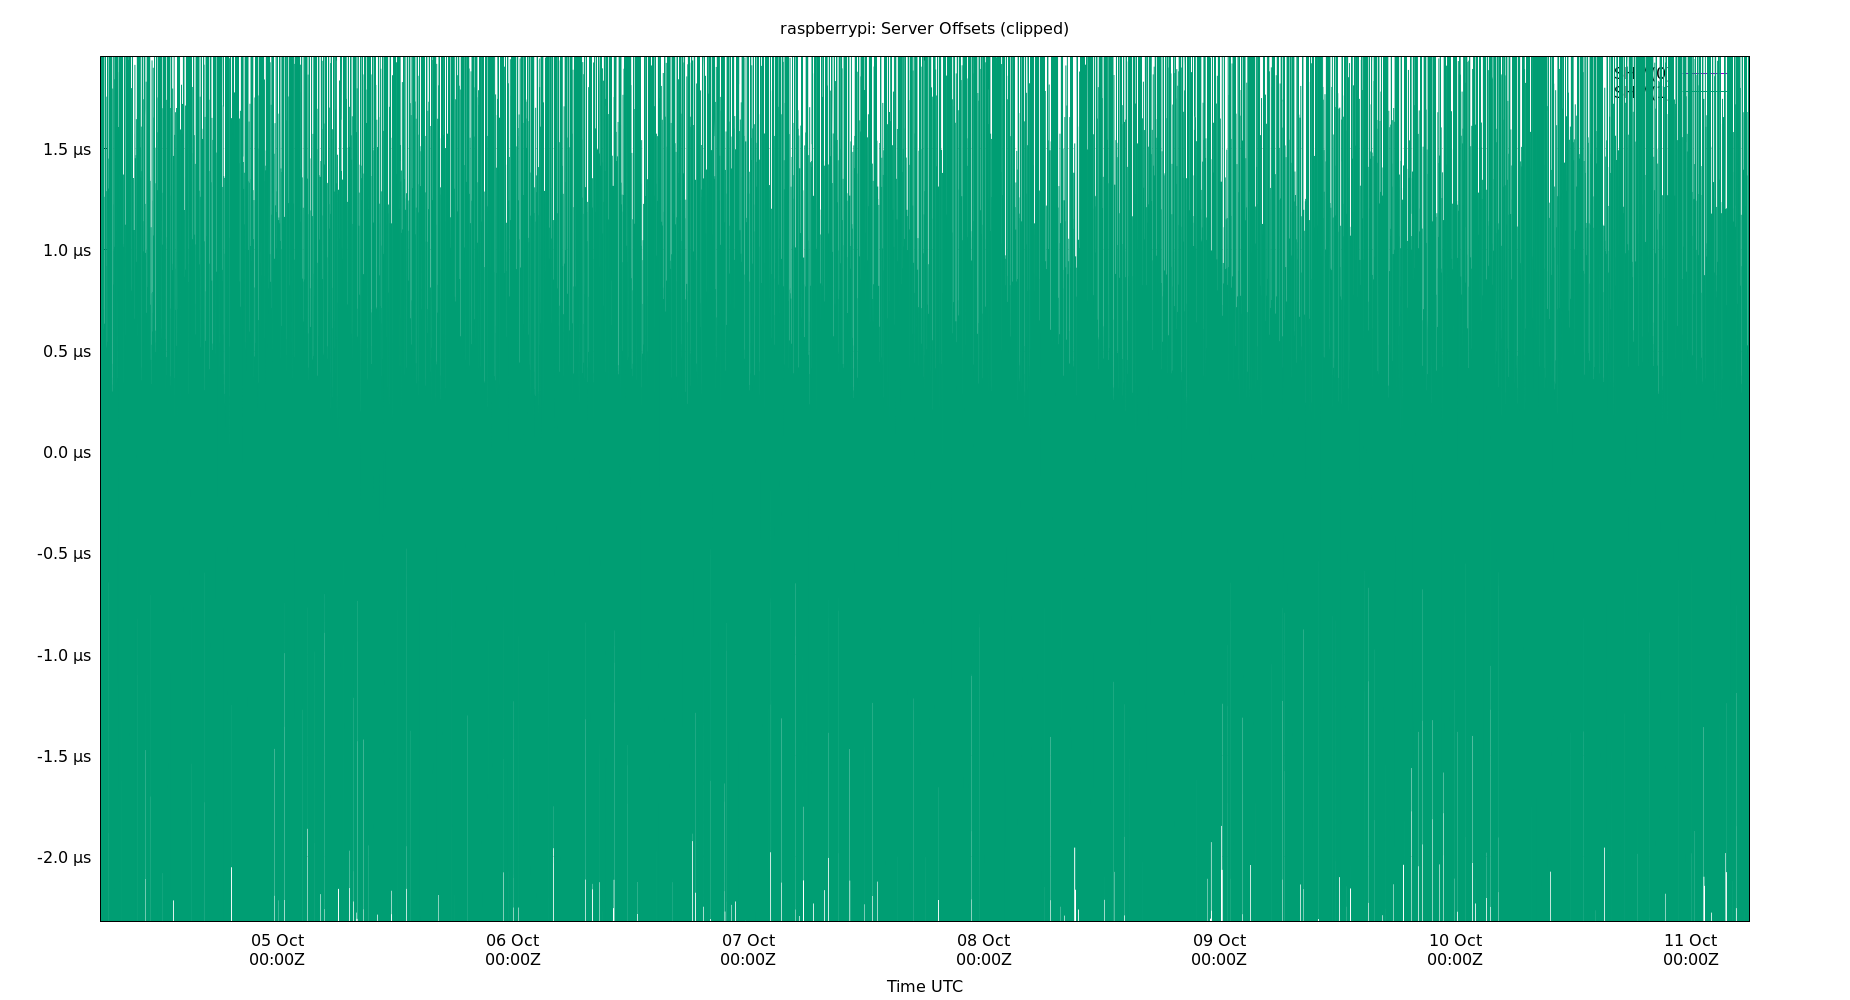 raspberrypi: Server Offsets (clipped)
1.5 µs
1.0 µs
0.5 µs
0.0 µs
-0.5 µs
-1.0 µs
-1.5 µs
-2.0 µs
05 Oct 06 Oct 07 Oct 08 Oct 09 Oct 10 Oct 11 Oct
00:00Z 00:00Z 00:00Z 00:00Z 00:00Z 00:00Z 00:00Z
Time UTC